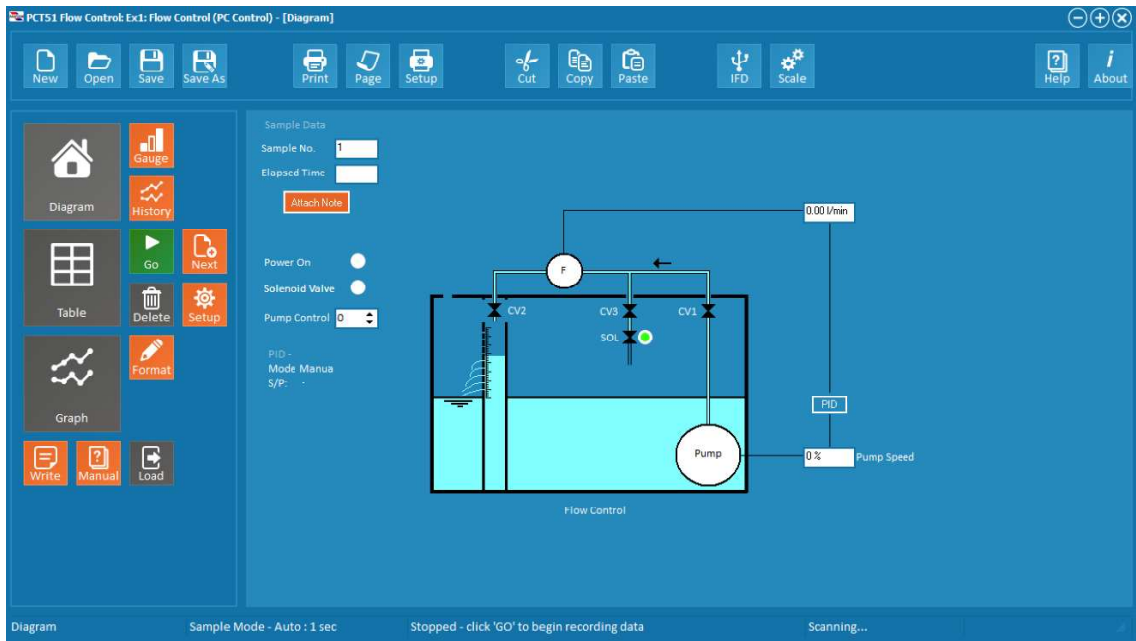 PCT51 Flow Control: Ex1: Flow Control (PC Control) - [Diagram]
New Open Save Save As Print Page Setup Cut Copy Paste IFD Scale Help About
Sample Data
Sample No. 1
Elapsed Time
Attach Note
Gauge
Diagram
History
Go Next
Table
Delete Setup
Format
Graph
Write Manual Load
Power On
Solenoid Valve
Pump Control 0
PID -
Mode Manua
S/P: -
0.00 l/min
F
CV2 CV3 CV1
SOL
PID
Pump
0 % Pump Speed
Flow Control
Diagram Sample Mode - Auto : 1 sec Stopped - click 'GO' to begin recording data Scanning...